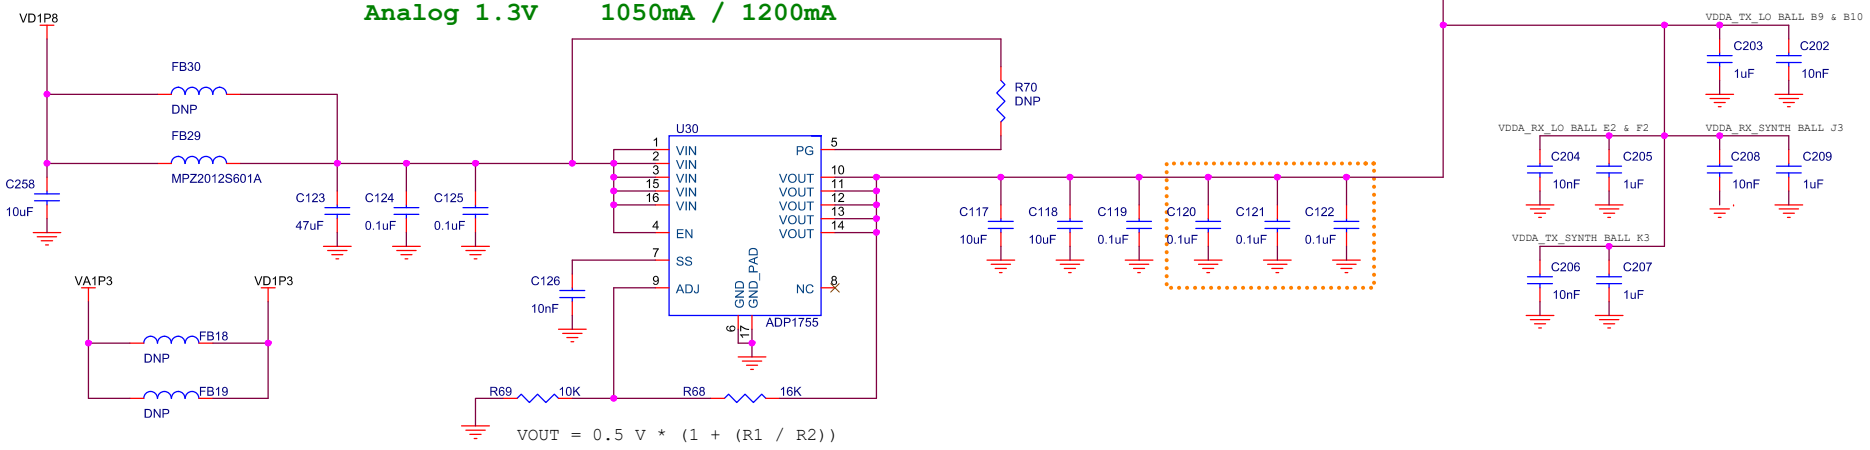 Analog 1.3V 1050mA / 1200mA
VD1P8
FB30
DNP
FB29
MPZ2012S601A
C258
10uF
C123
47uF
C124
0.1uF
C125
0.1uF
VA1P3
VD1P3
FB18
DNP
FB19
DNP
R70
DNP
U30
1 VIN
2 VIN
3 VIN
15 VIN
16 VIN
4 EN
7 SS
9 ADJ
PG 5
VOUT 10
VOUT 11
VOUT 12
VOUT 13
VOUT 14
NC 8
GND 6
GND_PAD 17
ADP1755
C126
10nF
R69 10K
R68 16K
VOUT = 0.5 V * (1 + (R1 / R2))
C117
10uF
C118
10uF
C119
0.1uF
C120
0.1uF
C121
0.1uF
C122
0.1uF
VDDA_TX_LO BALL B9 & B10
C203
1uF
C202
10nF
VDDA_RX_LO BALL E2 & F2
C204
10nF
C205
1uF
VDDA_RX_SYNTH BALL J3
C208
10nF
C209
1uF
VDDA_TX_SYNTH BALL K3
C206
10nF
C207
1uF